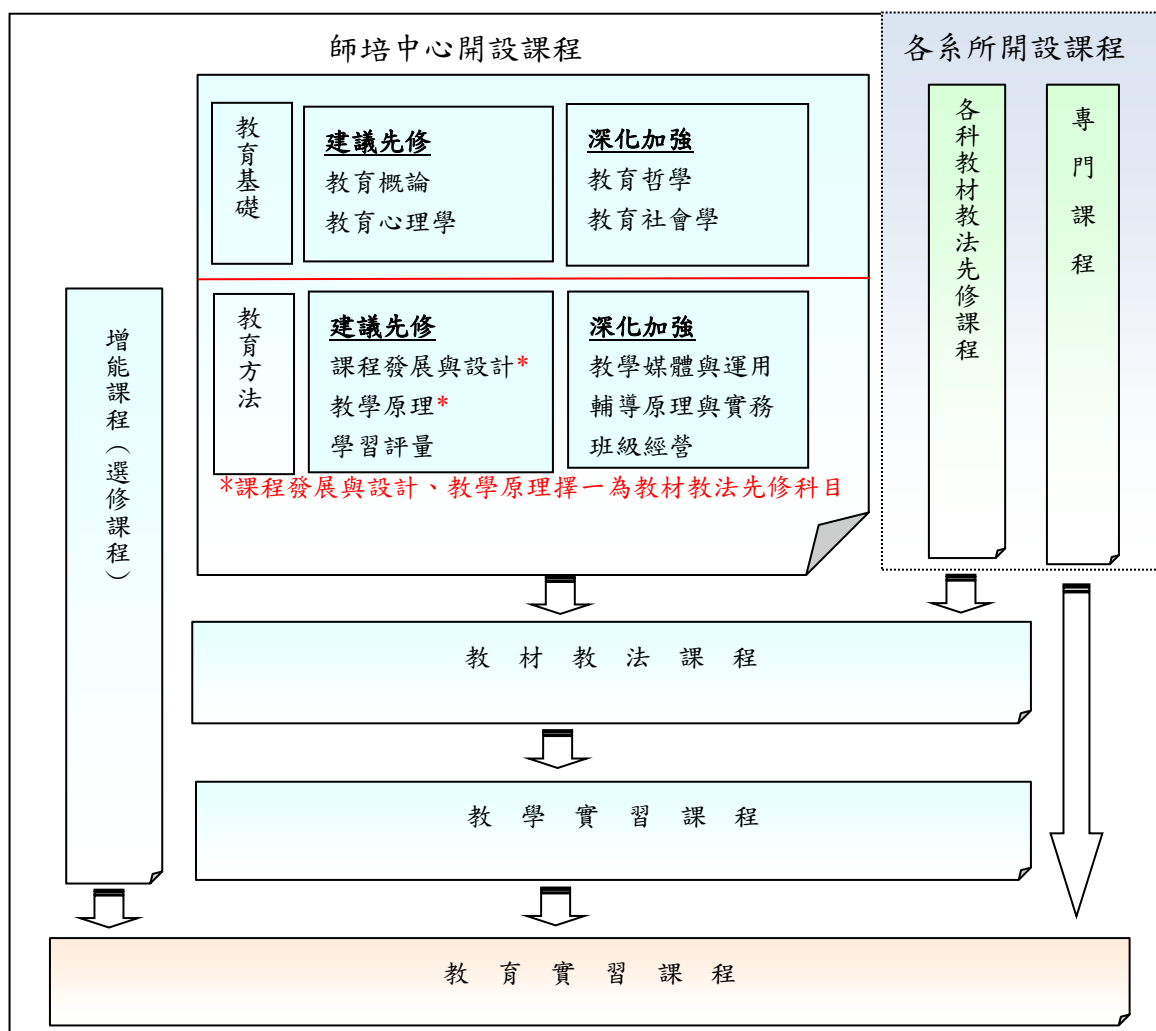 師培中心開設課程
各系所開設課程
教育基礎
建議先修
教育概論
教育心理學
深化加強
教育哲學
教育社會學
教育方法
建議先修
課程發展與設計*
教學原理*
學習評量
深化加強
教學媒體與運用
輔導原理與實務
班級經營
*課程發展與設計、教學原理擇一為教材教法先修科目
各科教材教法先修課程
專門課程
增能課程（選修課程）
教材教法課程
教學實習課程
教育實習課程